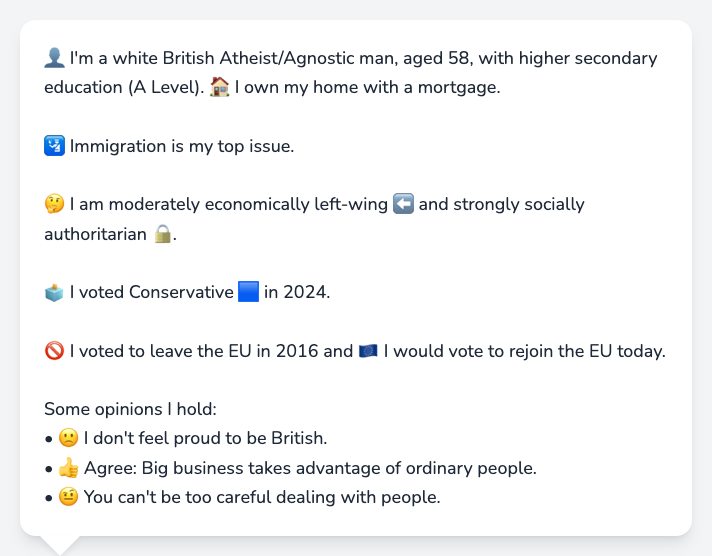 👤 I'm a white British Atheist/Agnostic man, aged 58, with higher secondary
education (A Level). 🏠 I own my home with a mortgage.
🛂 Immigration is my top issue.
🤔 I am moderately economically left-wing ⬅️ and strongly socially
authoritarian 🔒.
🗳️ I voted Conservative 🟦 in 2024.
🚫 I voted to leave the EU in 2016 and 🇪🇺 I would vote to rejoin the EU today.
Some opinions I hold:
• 🙁 I don't feel proud to be British.
• 👍 Agree: Big business takes advantage of ordinary people.
• 🤨 You can't be too careful dealing with people.